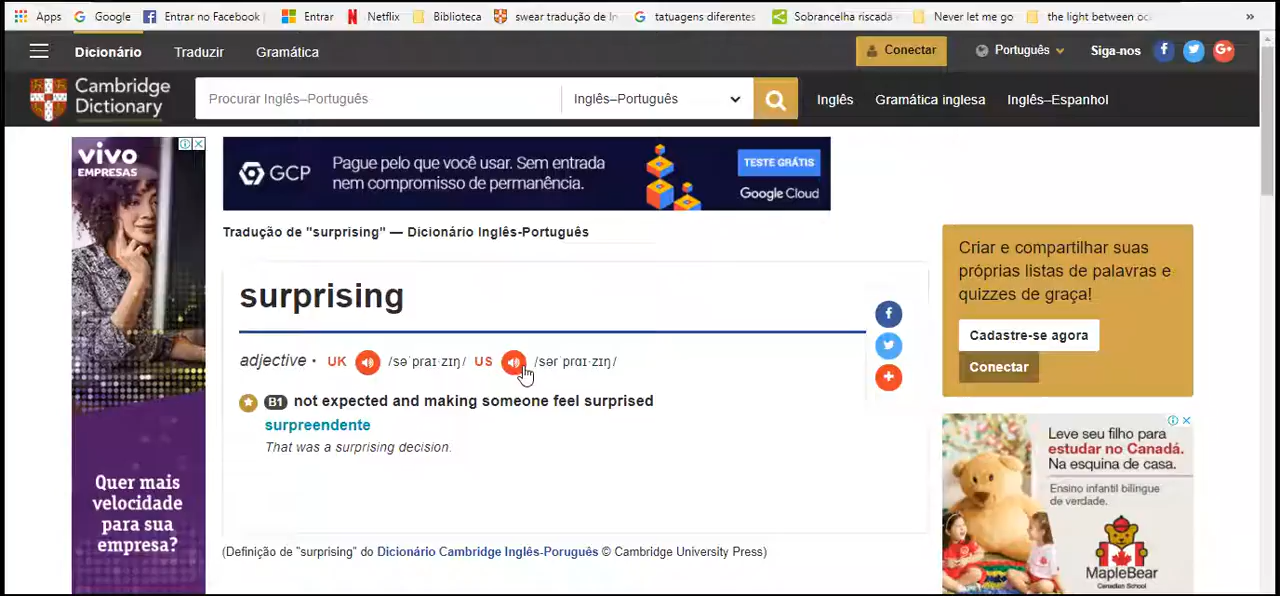 Apps Google Entrar no Facebook Entrar Netflix Biblioteca swear tradução de In tatuagens diferentes Sobrancelha riscada Never let me go the light between oc »
Dicionário Traduzir Gramática Conectar Português Siga-nos
Cambridge Dictionary Procurar Inglês–Português Inglês–Português Inglês Gramática inglesa Inglês–Espanhol
vivo
EMPRESAS
Quer mais
velocidade
para sua
empresa?
GCP
Pague pelo que você usar. Sem entrada
nem compromisso de permanência.
TESTE GRÁTIS
Google Cloud
Tradução de "surprising" — Dicionário Inglês-Português
surprising
adjective · UK /səˈpraɪ·zɪŋ/ US /sərˈpraɪ·zɪŋ/
B1 not expected and making someone feel surprised
surpreendente
That was a surprising decision.
(Definição de "surprising" do Dicionário Cambridge Inglês-Poruguês © Cambridge University Press)
Criar e compartilhar suas
próprias listas de palavras e
quizzes de graça!
Cadastre-se agora
Conectar
Leve seu filho para
estudar no Canadá.
Na esquina de casa.
Ensino infantil bilíngue
de verdade.
MapleBear
Canadian School